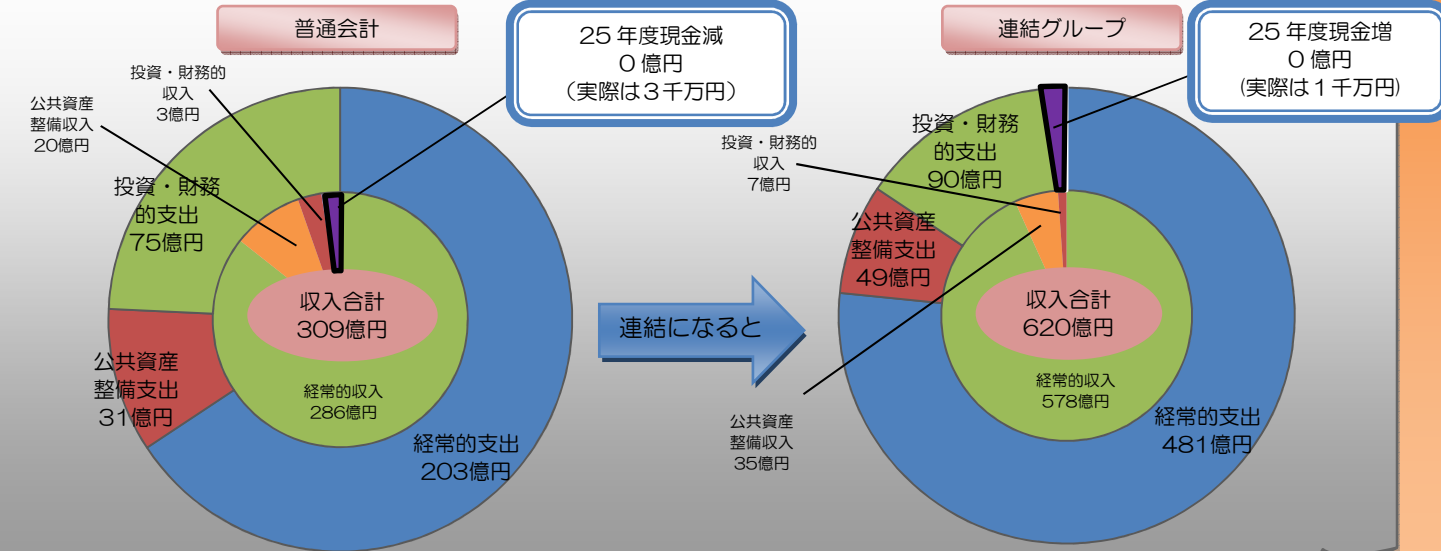 普通会計
25年度現金減
0億円
（実際は3千万円）
投資・財務的
収入
3億円
公共資産
整備収入
20億円
投資・財務
的支出
75億円
収入合計
309億円
公共資産
整備支出
31億円
経常的収入
286億円
経常的支出
203億円
連結になると
連結グループ
25年度現金増
0億円
(実際は1千万円)
投資・財務的
収入
7億円
投資・財務
的支出
90億円
公共資産
整備支出
49億円
収入合計
620億円
経常的収入
578億円
公共資産
整備収入
35億円
経常的支出
481億円